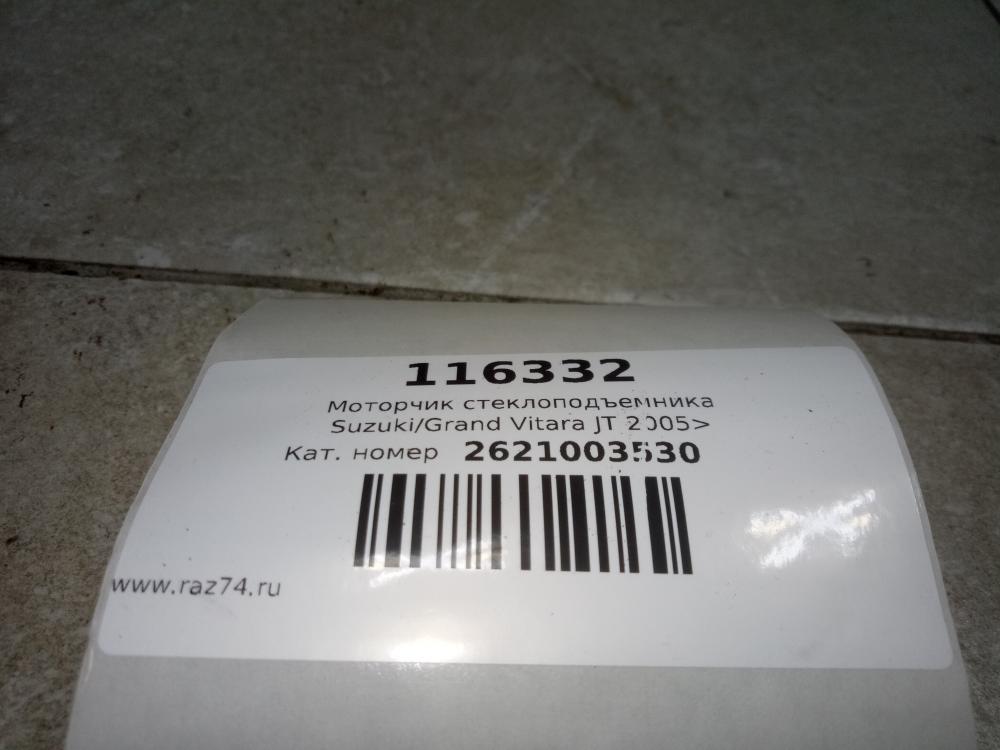 116332
Моторчик стеклоподъемника
Suzuki/Grand Vitara JT 2005>
Кат. номер 2621003530
www.raz74.ru